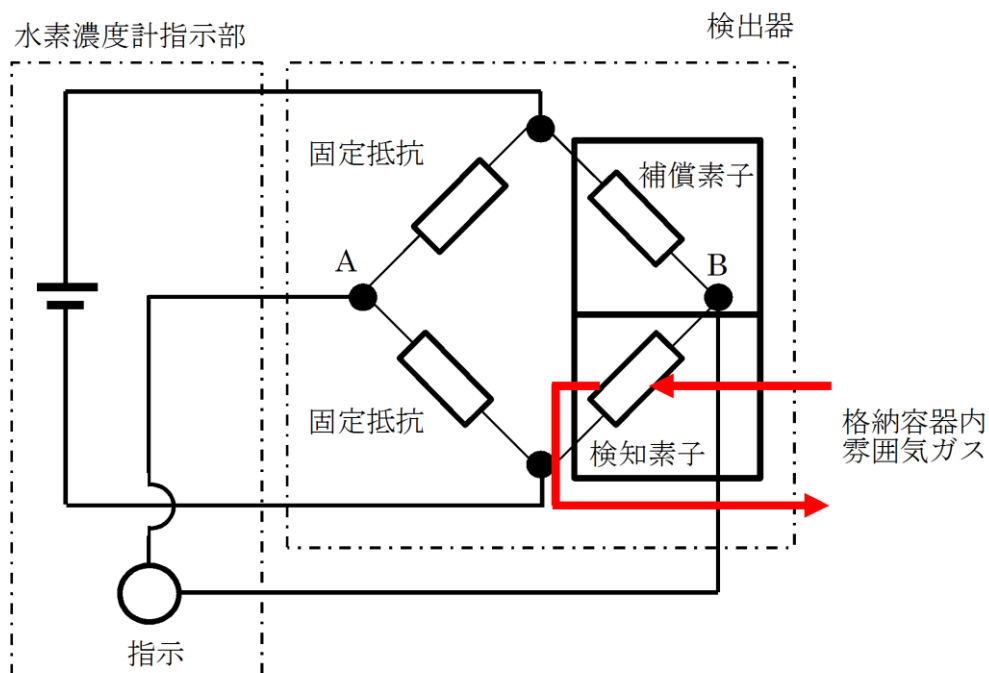 水素濃度計指示部
検出器
固定抵抗
補償素子
A
B
固定抵抗
検知素子
格納容器内
雰囲気ガス
指示